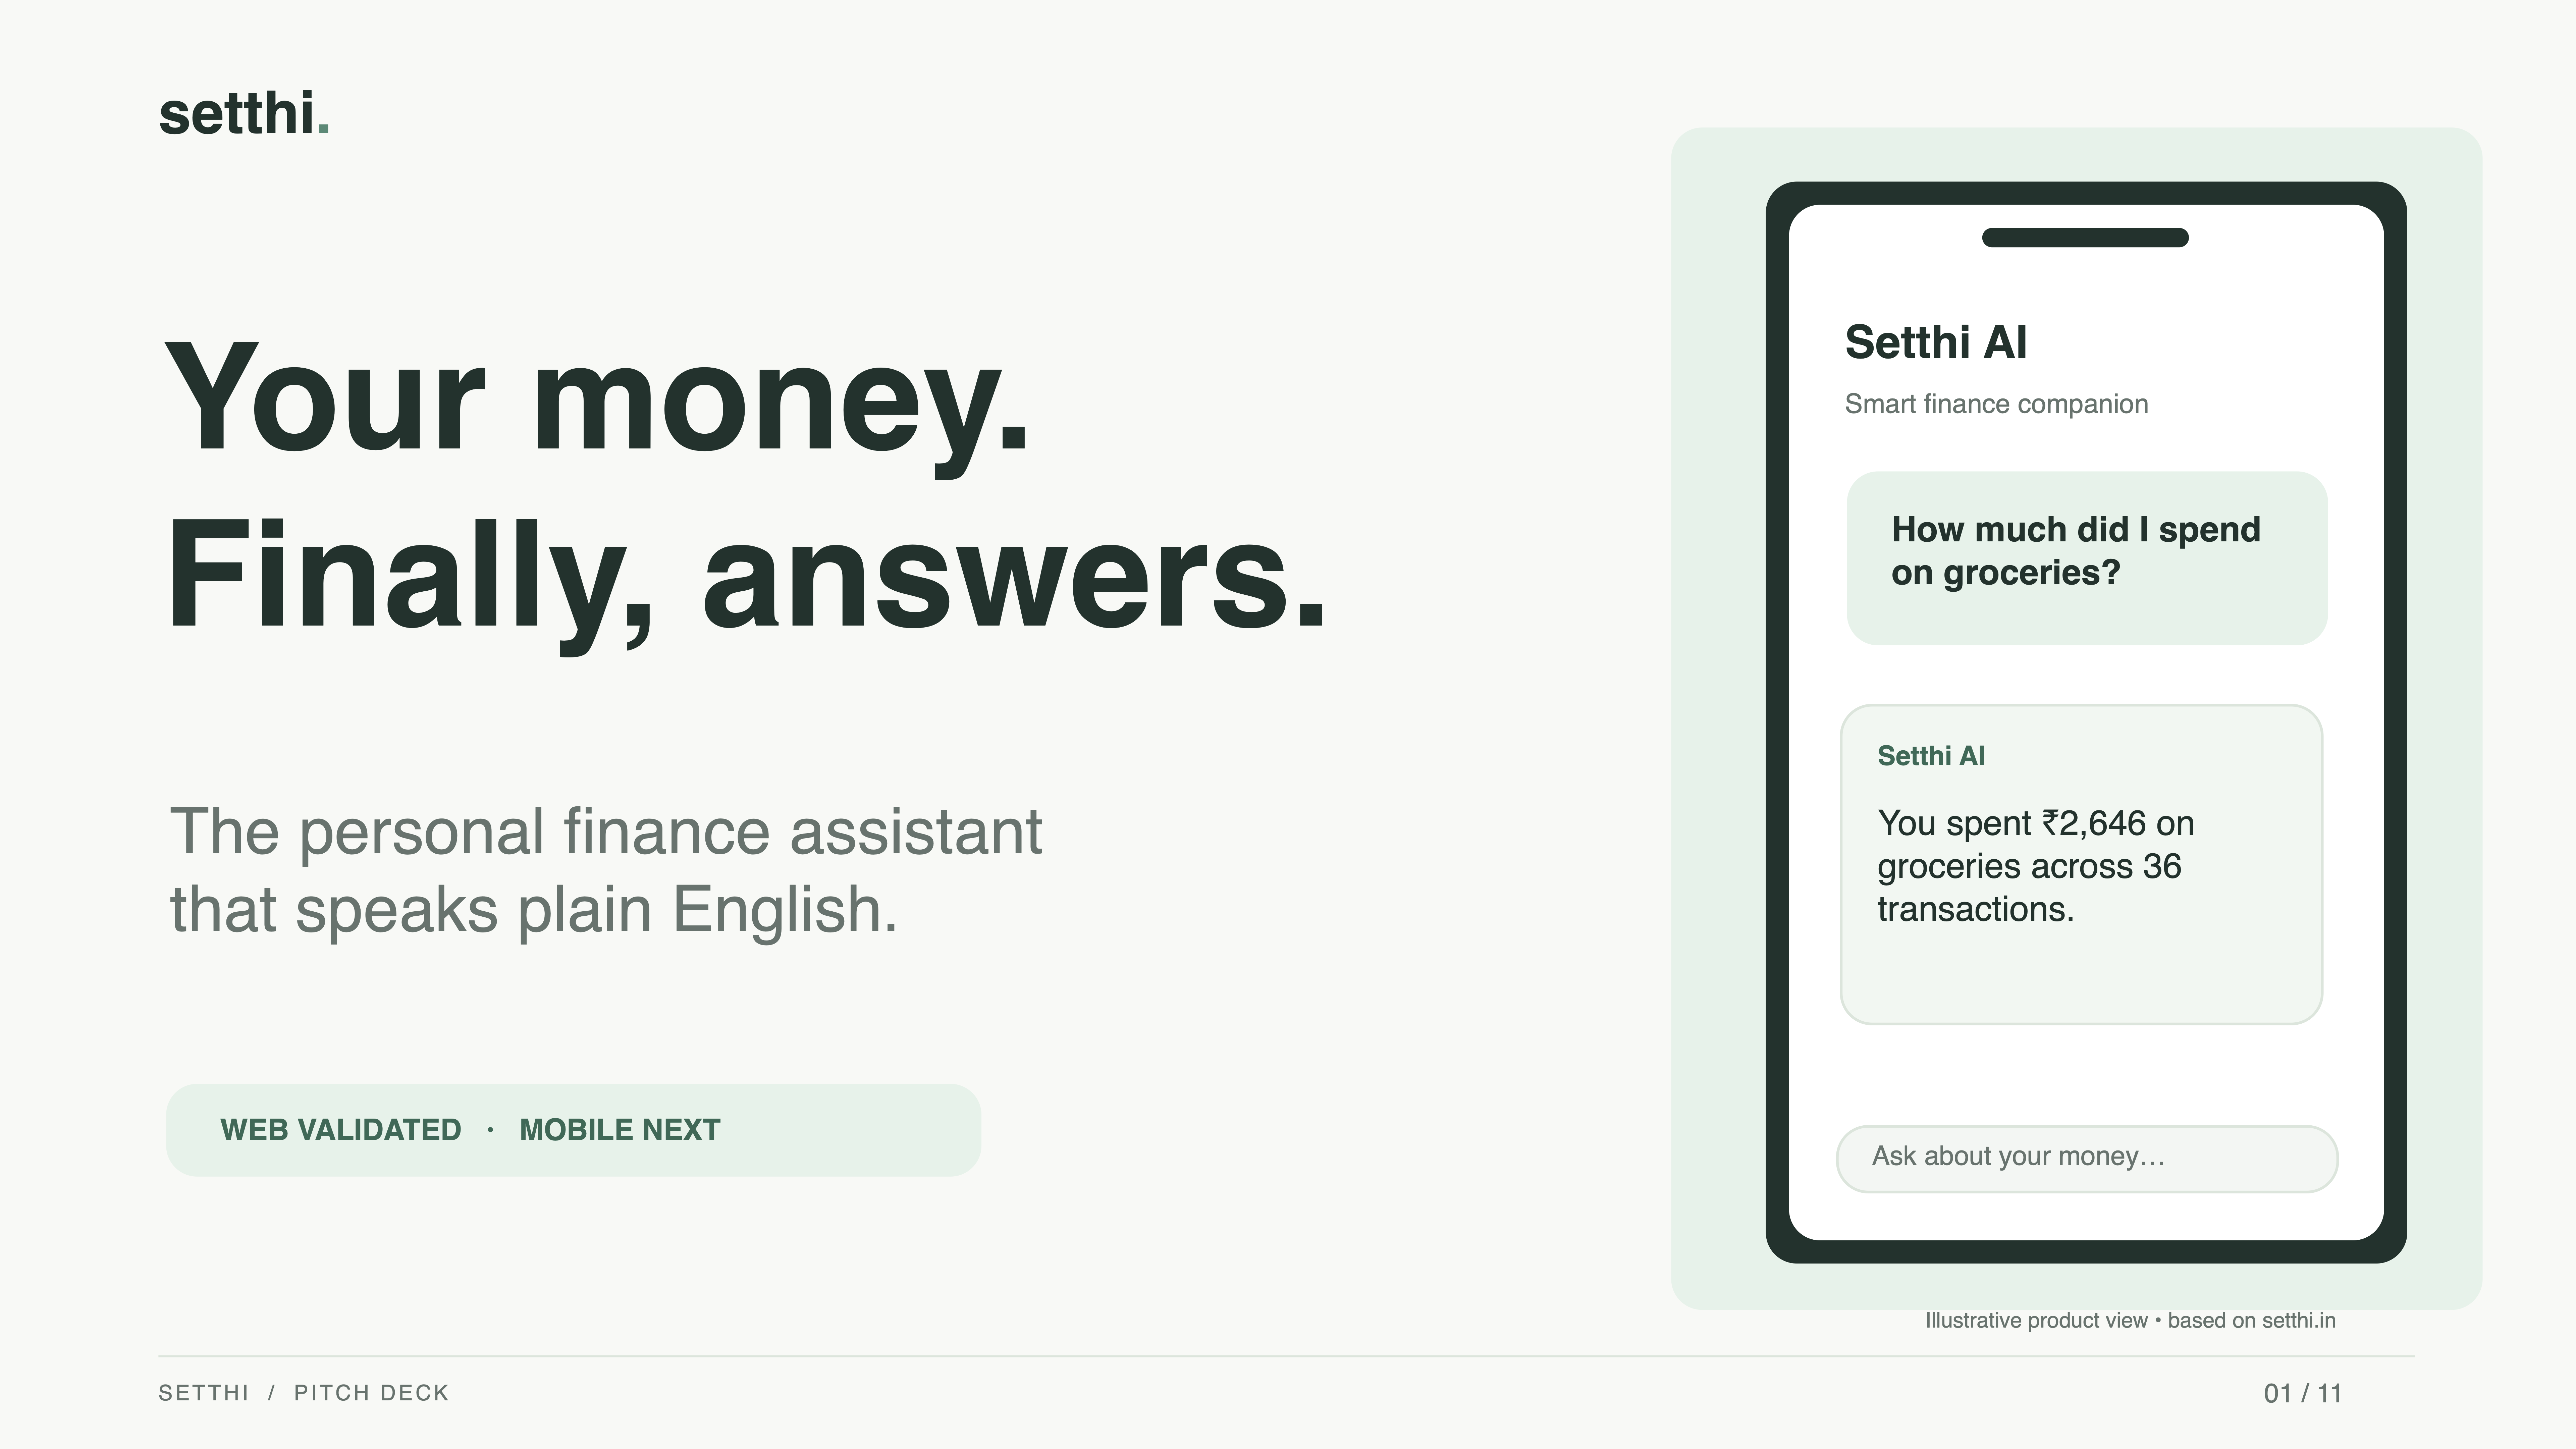 setthi.
Your money.
Finally, answers.
The personal finance assistant
that speaks plain English.
WEB VALIDATED · MOBILE NEXT
Setthi AI
Smart finance companion
How much did I spend
on groceries?
Setthi AI
You spent ₹2,646 on
groceries across 36
transactions.
Ask about your money…
Illustrative product view • based on setthi.in
SETTHI / PITCH DECK
01 / 11